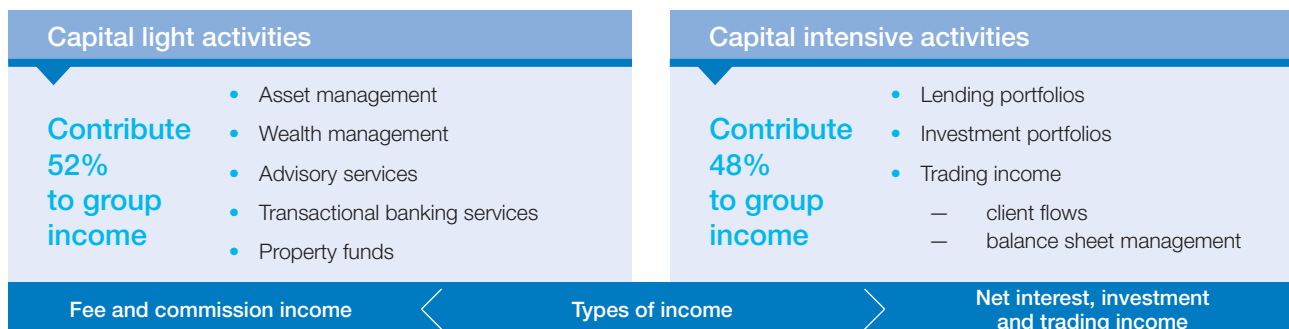 Capital light activities
Contribute
52%
to group
income
• Asset management
• Wealth management
• Advisory services
• Transactional banking services
• Property funds
Capital intensive activities
Contribute
48%
to group
income
• Lending portfolios
• Investment portfolios
• Trading income
— client flows
— balance sheet management
Fee and commission income
Types of income
Net interest, investment
and trading income